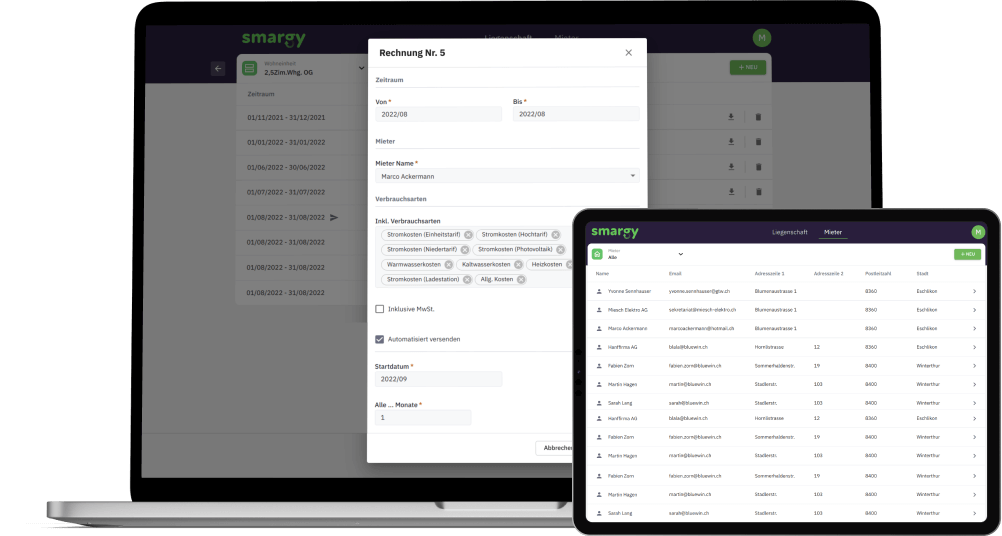 smargy
Liegenschaft Mieter
M
Wohneinheit
2,5Zim.Whg. OG
+ NEU
Zeitraum
01/11/2021 - 31/12/2021
01/01/2022 - 31/01/2022
01/06/2022 - 30/06/2022
01/07/2022 - 31/07/2022
01/08/2022 - 31/08/2022
01/08/2022 - 31/08/2022
01/08/2022 - 31/08/2022
01/08/2022 - 31/08/2022
Rechnung Nr. 5
Zeitraum
Von * Bis *
2022/08 2022/08
Mieter
Mieter Name *
Marco Ackermann
Verbrauchsarten
Inkl. Verbrauchsarten
Stromkosten (Einheitstarif) Stromkosten (Hochtarif)
Stromkosten (Niedertarif) Stromkosten (Photovoltaik)
Warmwasserkosten Kaltwasserkosten Heizkosten
Stromkosten (Ladestation) Allg. Kosten
Inklusive MwSt.
Automatisiert versenden
Startdatum *
2022/09
Alle ... Monate *
1
Abbrechen
smargy
Liegenschaft Mieter
M
Mieter
Alle
+ NEU
Name Email Adresszeile 1 Adresszeile 2 Postleitzahl Stadt
Yvonne Sonnhauser yvonne.sonnhauser@gtw.ch Blumenaustrasse 1 8360 Eschlikon
Miesch Elektro AG sekretariat@miesch-elektro.ch Blumenaustrasse 1 8360 Eschlikon
Marco Ackermann marcoackermann@hotmail.ch Blumenaustrasse 1 8360 Eschlikon
Hanffirma AG blala@bluewin.ch Hornlistrasse 12 8360 Eschlikon
Fabien Zorn fabien.zorn@bluewin.ch Sommerhaldenstr. 19 8400 Winterthur
Martin Hagen martin@bluewin.ch Stadlerstr. 103 8400 Winterthur
Sarah Lang sarah@bluewin.ch Stadlerstr. 103 8400 Winterthur
Hanffirma AG blala@bluewin.ch Hornlistrasse 12 8360 Eschlikon
Fabien Zorn fabien.zorn@bluewin.ch Sommerhaldenstr. 19 8400 Winterthur
Martin Hagen martin@bluewin.ch Stadlerstr. 103 8400 Winterthur
Fabien Zorn fabien.zorn@bluewin.ch Sommerhaldenstr. 19 8400 Winterthur
Martin Hagen martin@bluewin.ch Stadlerstr. 103 8400 Winterthur
Sarah Lang sarah@bluewin.ch Stadlerstr. 103 8400 Winterthur